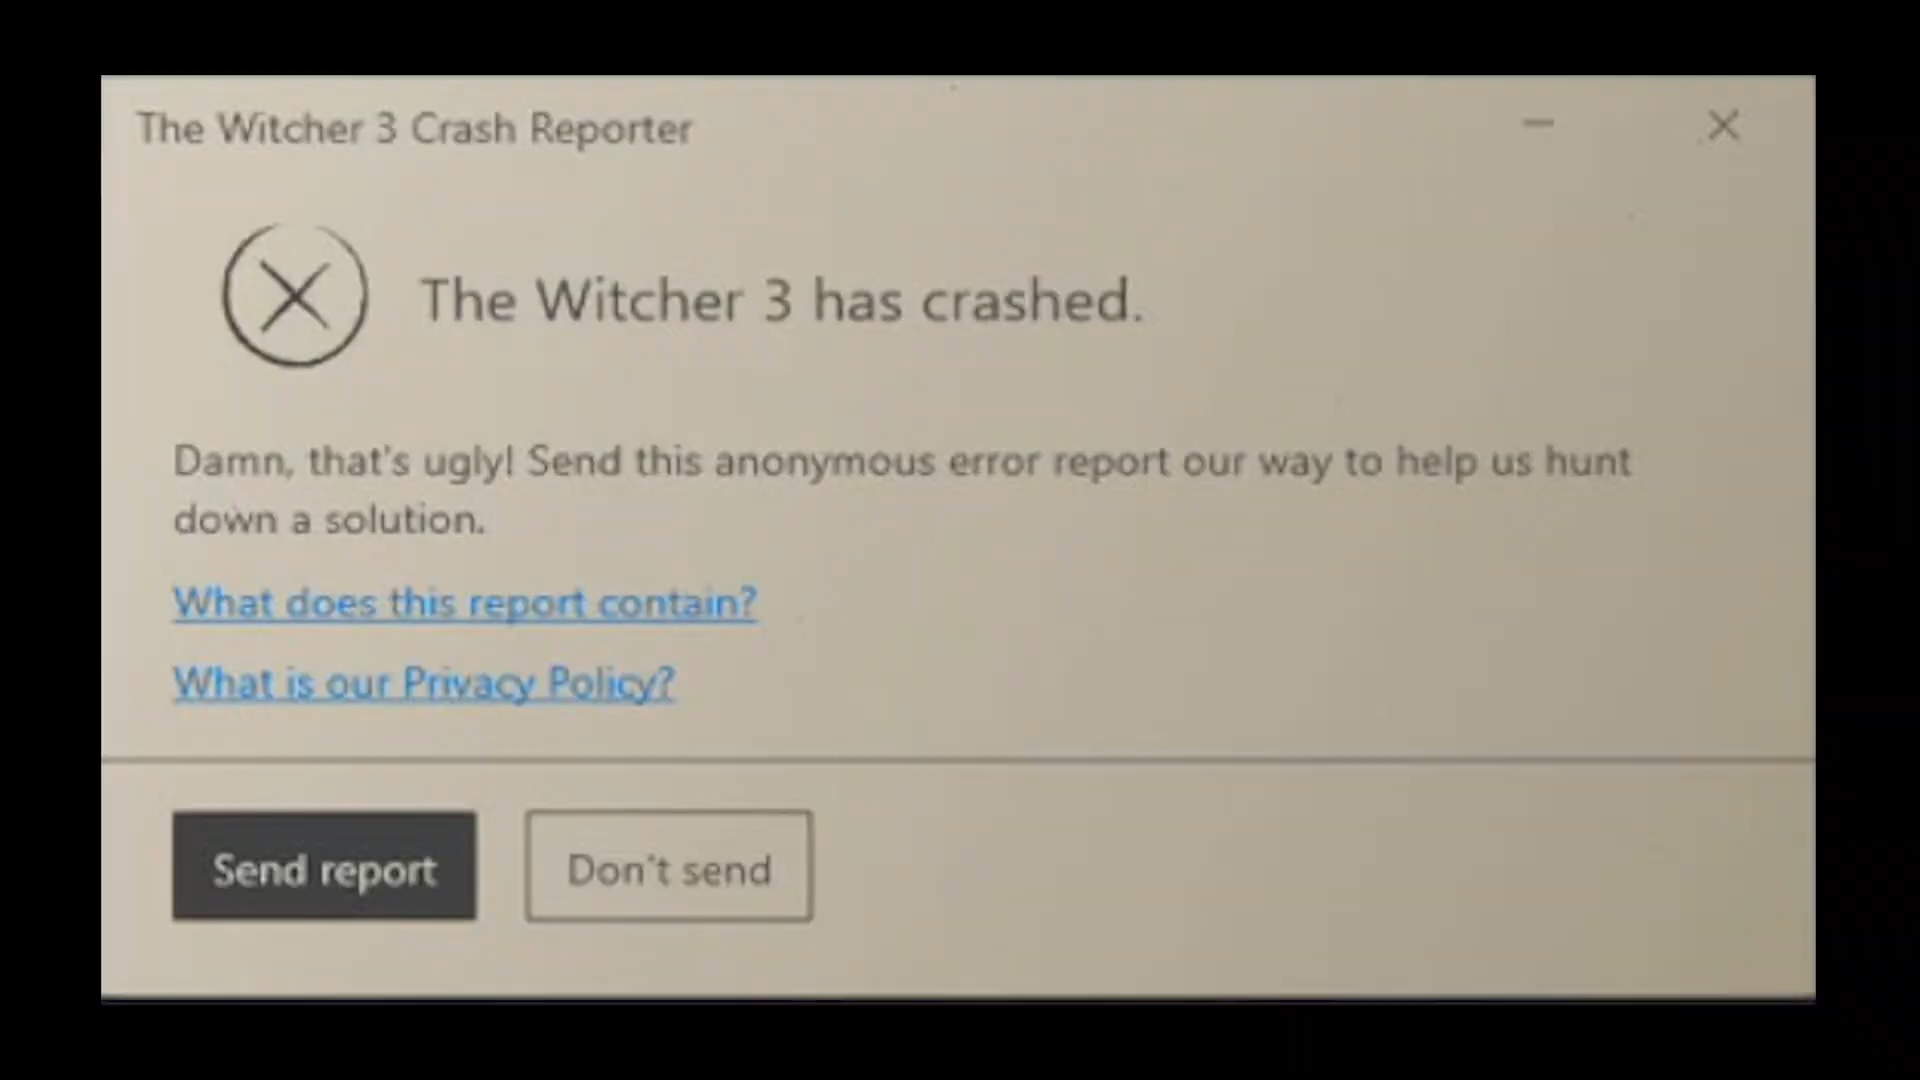 The Witcher 3 Crash Reporter
The Witcher 3 has crashed.
Damn, that's ugly! Send this anonymous error report our way to help us hunt
down a solution.
What does this report contain?
What is our Privacy Policy?
Send report
Don't send